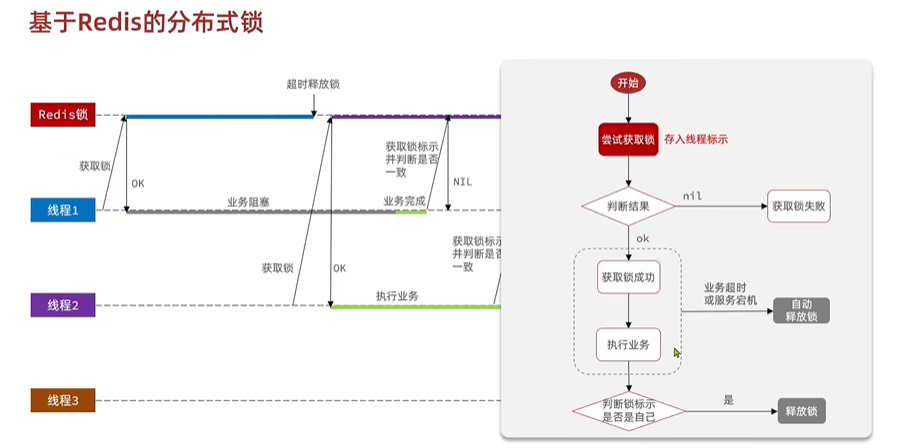 基于Redis的分布式锁
超时释放锁
Redis锁
获取锁
OK
获取锁标示
并判断是否
一致
NIL
线程1
业务阻塞
业务完成
获取锁
OK
获取锁标示
并判断是否
一致
线程2
执行业务
线程3
开始
尝试获取锁
存入线程标示
判断结果
nil
获取锁失败
ok
获取锁成功
业务超时
或服务宕机
自动
释放锁
执行业务
判断锁标示
是否是自己
是
释放锁